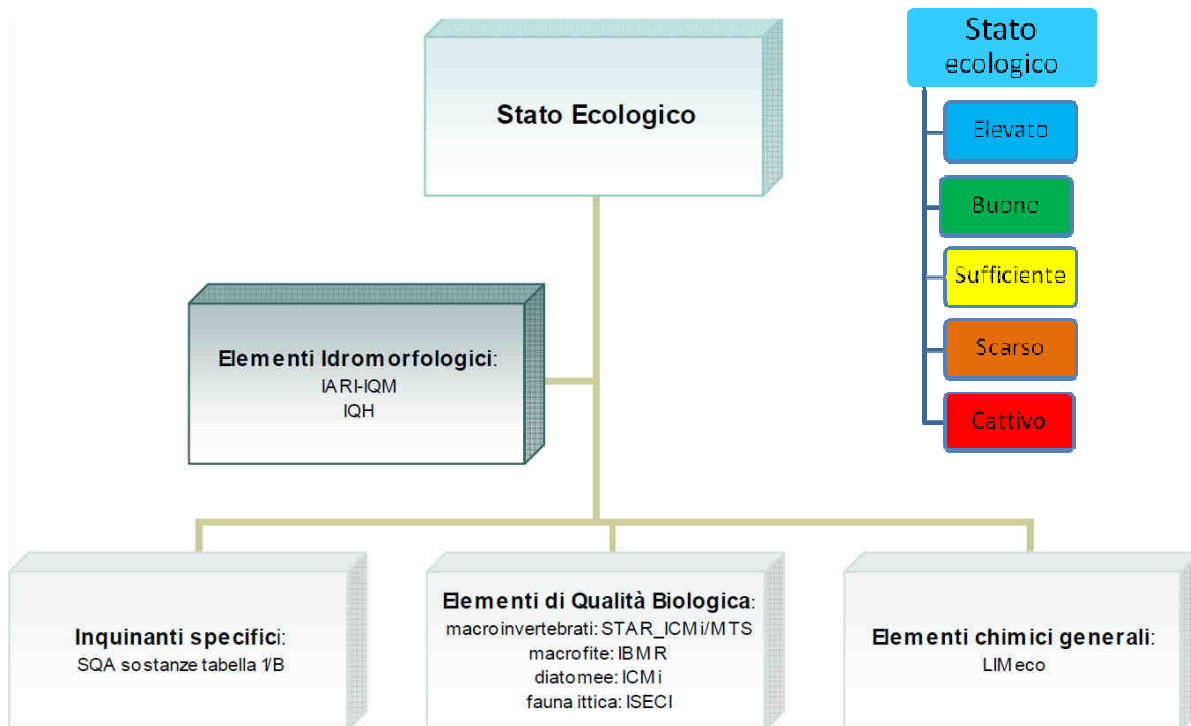 Stato Ecologico
Stato
ecologico
Elevato
Buono
Sufficiente
Scarso
Cattivo
Elementi Idromorfologici:
IARI-IQM
IQH
Inquinanti specifici:
SQA sostanze tabella 1/B
Elementi di Qualità Biologica:
macroinvertebrati: STAR_ICMi/MTS
macrofite: IBMR
diatomee: ICMi
fauna ittica: ISECI
Elementi chimici generali:
LIMeco